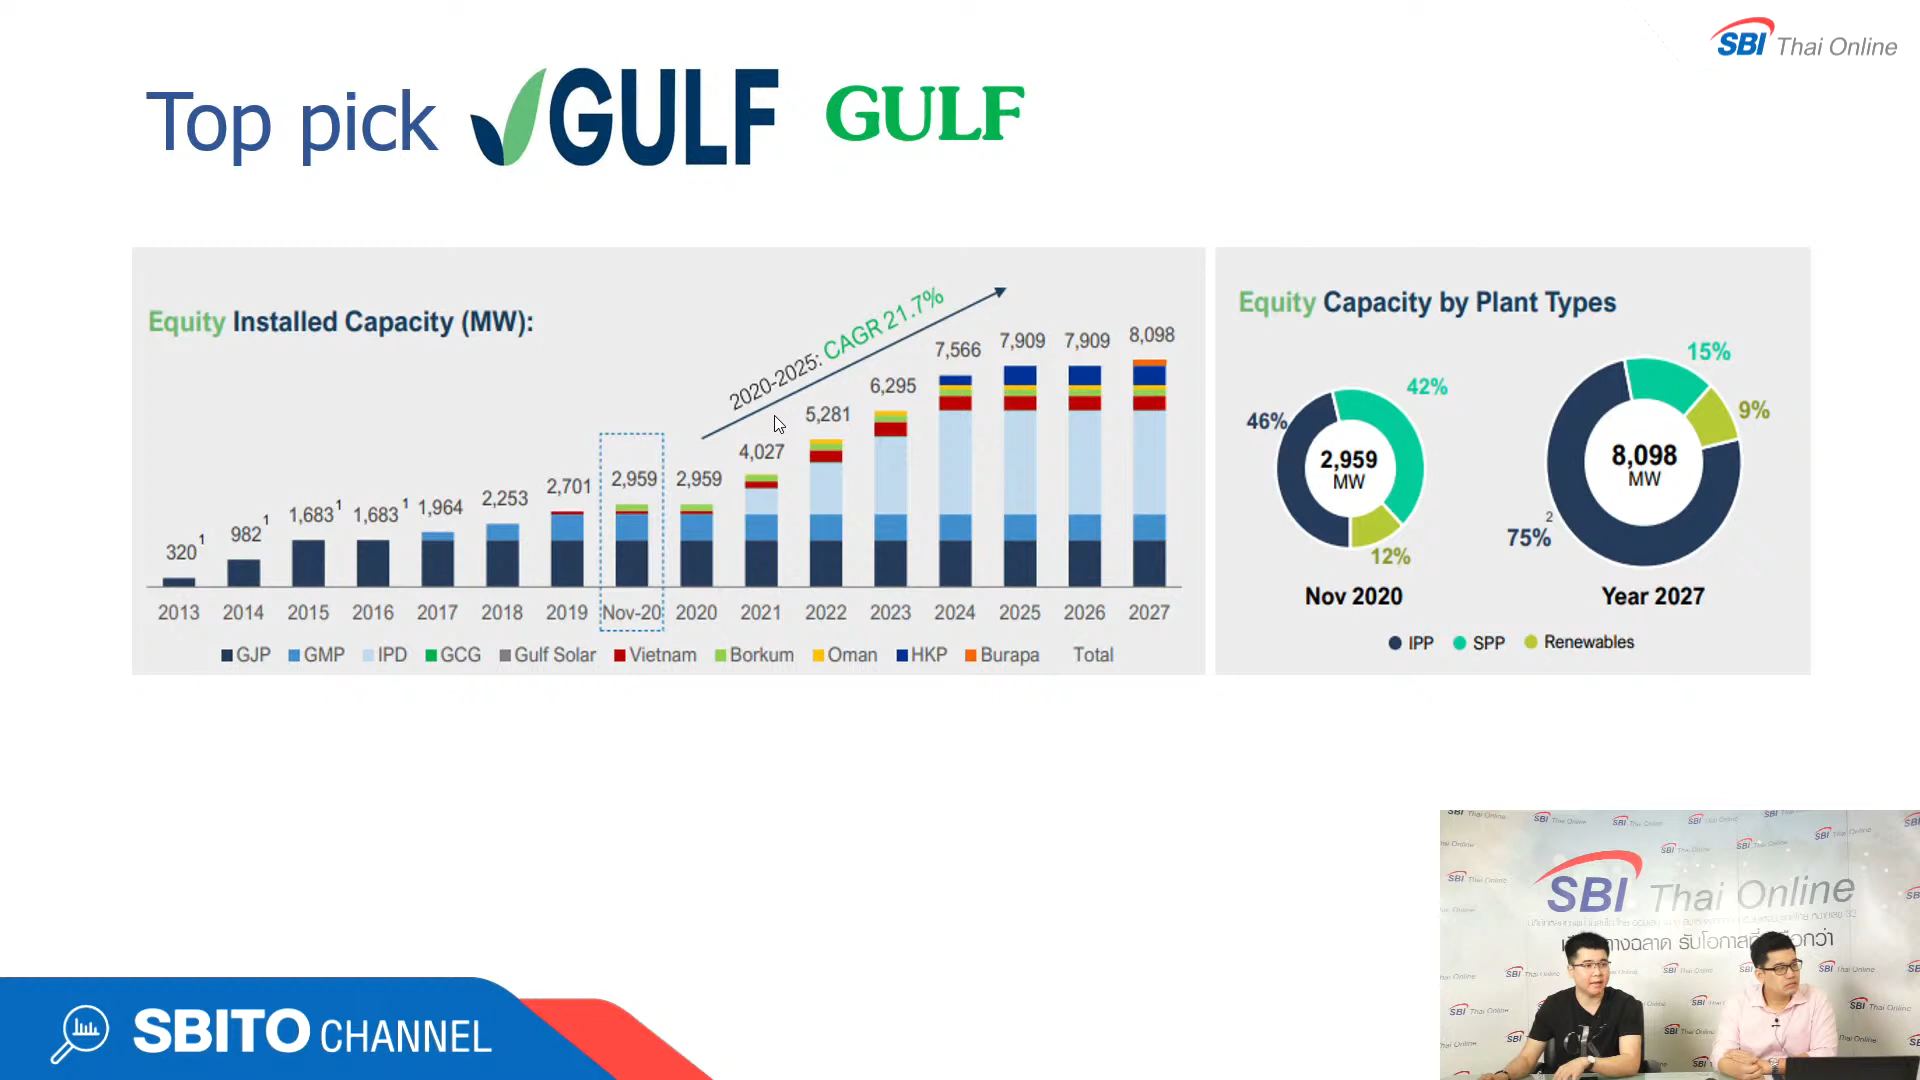 SBI Thai Online
Top pick GULF GULF
Equity Installed Capacity (MW):
2020-2025: CAGR 21.7%
320¹ 982¹ 1,683¹ 1,683¹ 1,964 2,253 2,701 2,959 2,959 4,027 5,281 6,295 7,566 7,909 7,909 8,098
2013 2014 2015 2016 2017 2018 2019 Nov-20 2020 2021 2022 2023 2024 2025 2026 2027
GJP GMP IPD GCG Gulf Solar Vietnam Borkum Oman HKP Burapa Total
Equity Capacity by Plant Types
46% 42% 12%
2,959
MW
Nov 2020
15% 9% 75%²
8,098
MW
Year 2027
IPP SPP Renewables
SBI Thai Online
SBITO CHANNEL